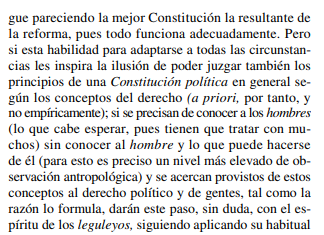 gue pareciendo la mejor Constitución la resultante de
la reforma, pues todo funciona adecuadamente. Pero
si esta habilidad para adaptarse a todas las circunstan-
cias les inspira la ilusión de poder juzgar también los
principios de una Constitución política en general se-
gún los conceptos del derecho (a priori, por tanto, y
no empíricamente); si se precisan de conocer a los hombres
(lo que cabe esperar, pues tienen que tratar con mu-
chos) sin conocer al hombre y lo que puede hacerse
de él (para esto es preciso un nivel más elevado de ob-
servación antropológica) y se acercan provistos de estos
conceptos al derecho político y de gentes, tal como la
razón lo formula, darán este paso, sin duda, con el es-
píritu de los leguleyos, siguiendo aplicando su habitual